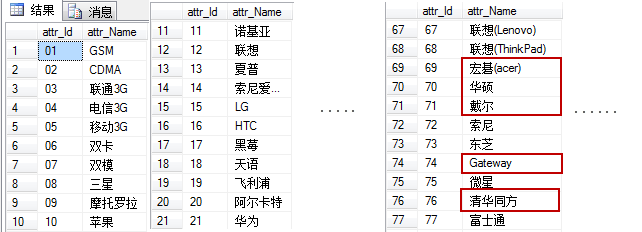 结果 消息
attr_Id attr_Name
1 01 GSM
2 02 CDMA
3 03 联通3G
4 04 电信3G
5 05 移动3G
6 06 双卡
7 07 双模
8 08 三星
9 09 摩托罗拉
10 10 苹果
attr_Id attr_Name
11 11 诺基亚
12 12 联想
13 13 夏普
14 14 索尼爱...
15 15 LG
16 16 HTC
17 17 黑莓
18 18 天语
19 19 飞利浦
20 20 阿尔卡特
21 21 华为
.....
attr_Id attr_Name
67 67 联想(Lenovo)
68 68 联想(ThinkPad)
69 69 宏碁(acer)
70 70 华硕
71 71 戴尔
72 72 索尼
73 73 东芝
74 74 Gateway
75 75 微星
76 76 清华同方
77 77 富士通
......